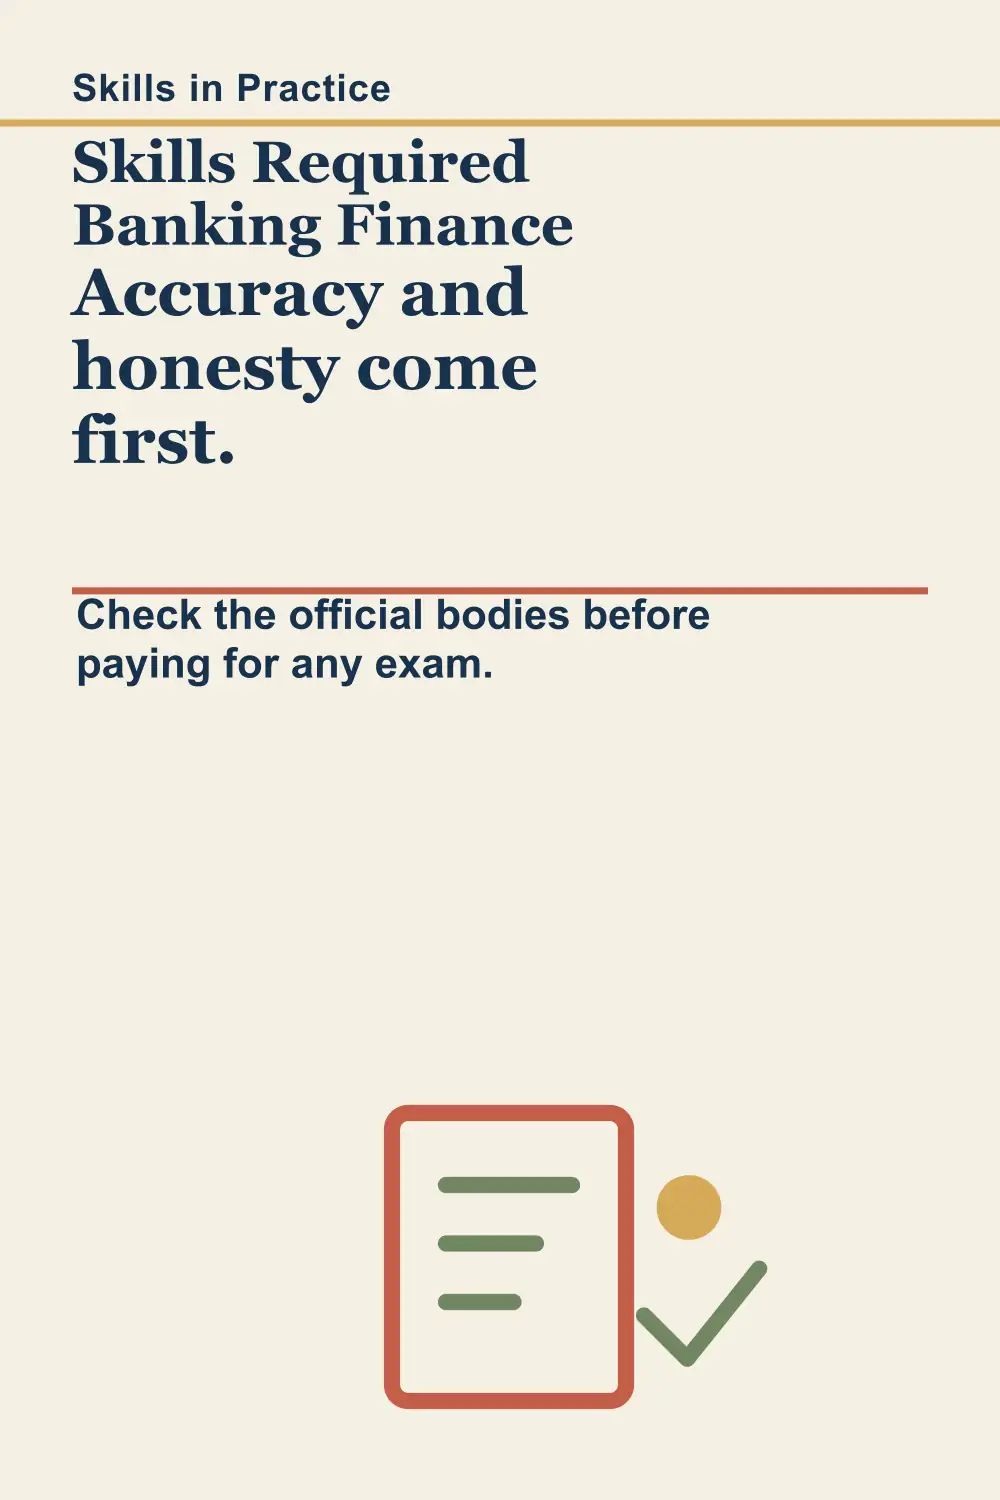 Skills in Practice
Skills Required
Banking Finance
Accuracy and
honesty come
first.
Check the official bodies before
paying for any exam.